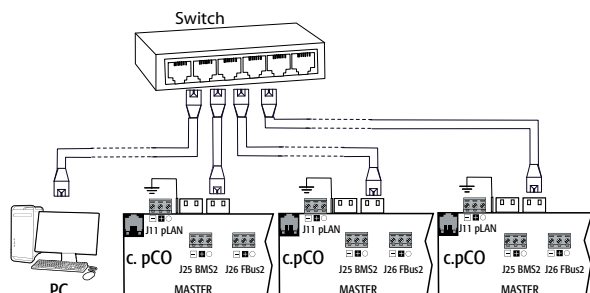 Switch
J11 pLAN
J11 pLAN
J11 pLAN
c. pCO
c. pCO
c.pCO
J25 BMS2 J26 FBus2
J25 BMS2 J26 FBus2
J25 BMS2 J26 FBus2
PC
MASTER
MASTER
MASTER